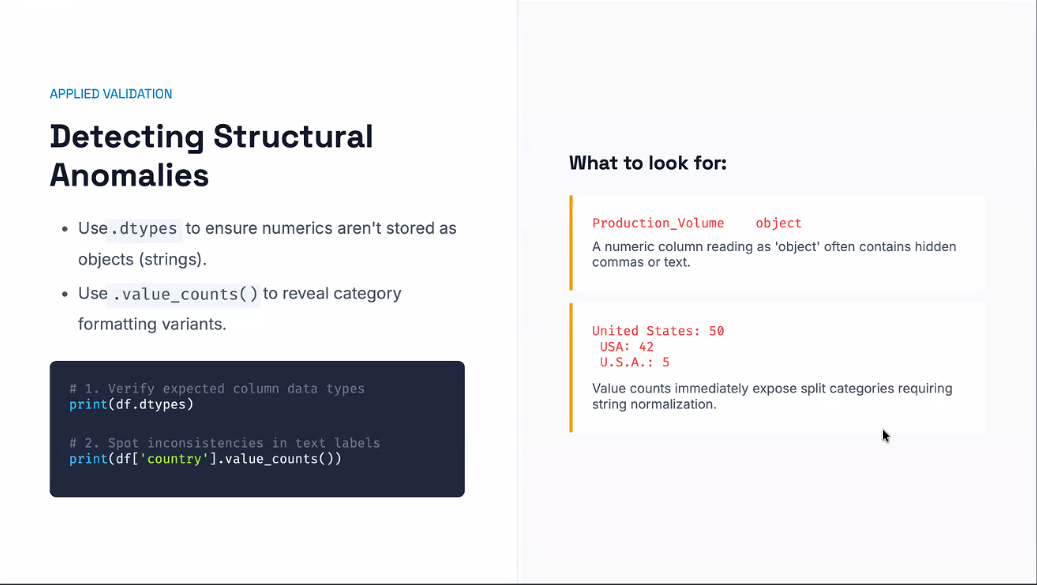 APPLIED VALIDATION
Detecting Structural
Anomalies
• Use .dtypes to ensure numerics aren't stored as
objects (strings).
• Use .value_counts() to reveal category
formatting variants.
# 1. Verify expected column data types
print(df.dtypes)
# 2. Spot inconsistencies in text labels
print(df['country'].value_counts())
What to look for:
Production_Volume    object
A numeric column reading as 'object' often contains hidden
commas or text.
United States: 50
USA: 42
U.S.A.: 5
Value counts immediately expose split categories requiring
string normalization.